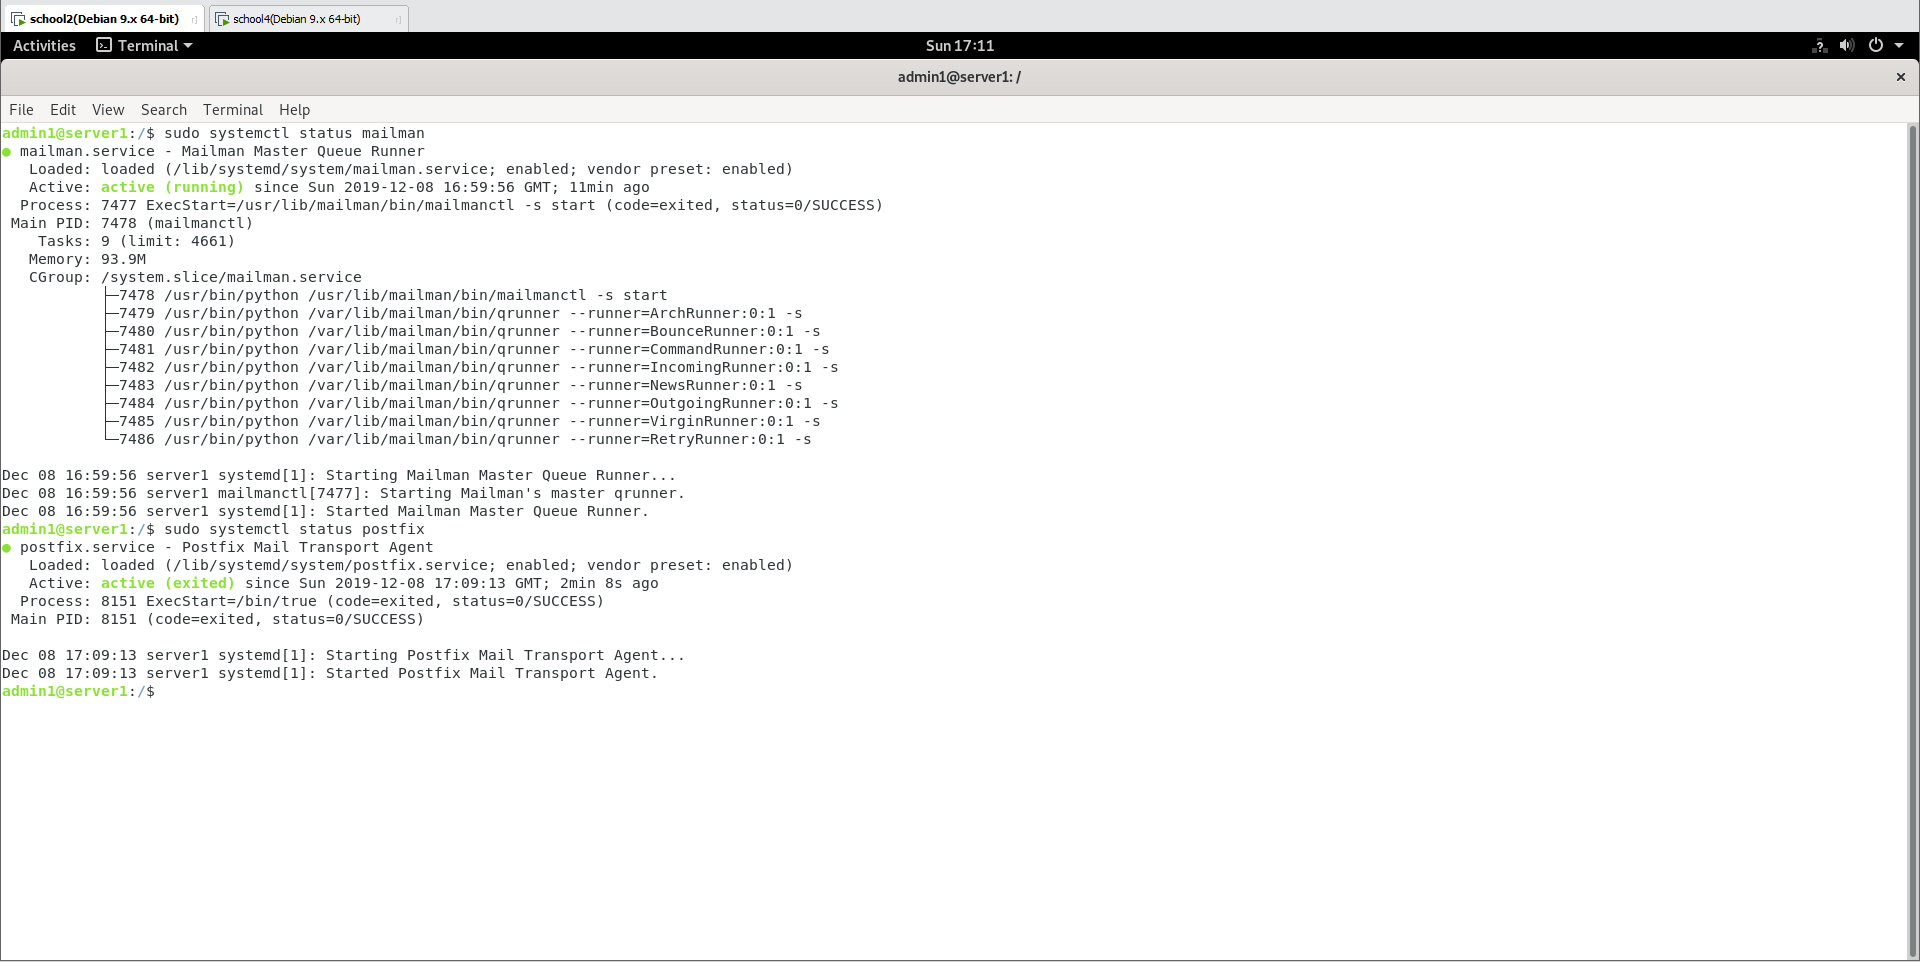 school2(Debian 9.x 64-bit) school4(Debian 9.x 64-bit)
Activities Terminal Sun 17:11
admin1@server1: /
File Edit View Search Terminal Help
admin1@server1:/$ sudo systemctl status mailman
● mailman.service - Mailman Master Queue Runner
   Loaded: loaded (/lib/systemd/system/mailman.service; enabled; vendor preset: enabled)
   Active: active (running) since Sun 2019-12-08 16:59:56 GMT; 11min ago
  Process: 7477 ExecStart=/usr/lib/mailman/bin/mailmanctl -s start (code=exited, status=0/SUCCESS)
 Main PID: 7478 (mailmanctl)
    Tasks: 9 (limit: 4661)
   Memory: 93.9M
   CGroup: /system.slice/mailman.service
           ├─7478 /usr/bin/python /usr/lib/mailman/bin/mailmanctl -s start
           ├─7479 /usr/bin/python /var/lib/mailman/bin/qrunner --runner=ArchRunner:0:1 -s
           ├─7480 /usr/bin/python /var/lib/mailman/bin/qrunner --runner=BounceRunner:0:1 -s
           ├─7481 /usr/bin/python /var/lib/mailman/bin/qrunner --runner=CommandRunner:0:1 -s
           ├─7482 /usr/bin/python /var/lib/mailman/bin/qrunner --runner=IncomingRunner:0:1 -s
           ├─7483 /usr/bin/python /var/lib/mailman/bin/qrunner --runner=NewsRunner:0:1 -s
           ├─7484 /usr/bin/python /var/lib/mailman/bin/qrunner --runner=OutgoingRunner:0:1 -s
           ├─7485 /usr/bin/python /var/lib/mailman/bin/qrunner --runner=VirginRunner:0:1 -s
           └─7486 /usr/bin/python /var/lib/mailman/bin/qrunner --runner=RetryRunner:0:1 -s

Dec 08 16:59:56 server1 systemd[1]: Starting Mailman Master Queue Runner...
Dec 08 16:59:56 server1 mailmanctl[7477]: Starting Mailman's master qrunner.
Dec 08 16:59:56 server1 systemd[1]: Started Mailman Master Queue Runner.
admin1@server1:/$ sudo systemctl status postfix
● postfix.service - Postfix Mail Transport Agent
   Loaded: loaded (/lib/systemd/system/postfix.service; enabled; vendor preset: enabled)
   Active: active (exited) since Sun 2019-12-08 17:09:13 GMT; 2min 8s ago
  Process: 8151 ExecStart=/bin/true (code=exited, status=0/SUCCESS)
 Main PID: 8151 (code=exited, status=0/SUCCESS)

Dec 08 17:09:13 server1 systemd[1]: Starting Postfix Mail Transport Agent...
Dec 08 17:09:13 server1 systemd[1]: Started Postfix Mail Transport Agent.
admin1@server1:/$